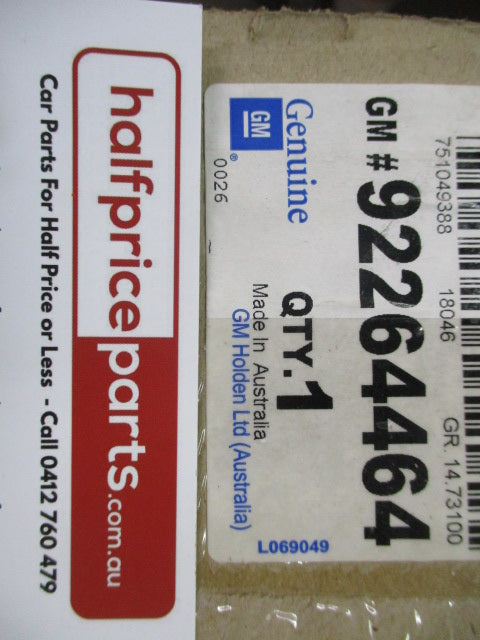 halfpriceparts.com.au
Car Parts For Half Price or Less - Call 0412 760 479
751049388 18046 GR. 14.73100
GM # 92264464
Genuine QTY.1
GM ®
Made In Australia
GM Holden Ltd (Australia)
0026
L069049